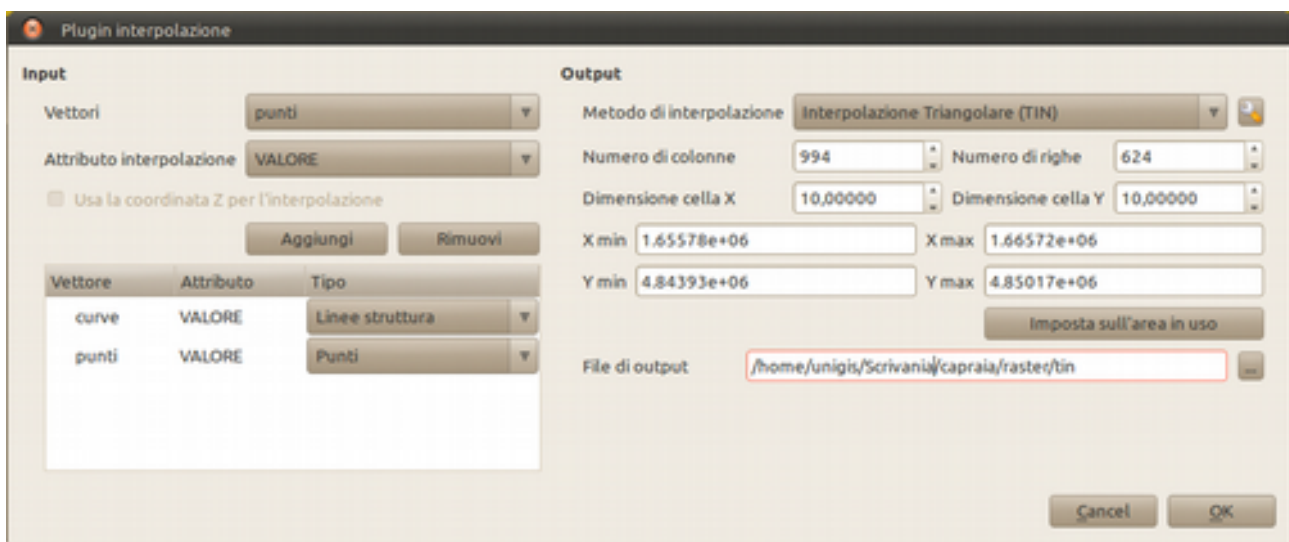 Plugin interpolazione
Input
Vettori punti
Attributo interpolazione VALORE
Usa la coordinata Z per l'interpolazione
Aggiungi Rimuovi
Vettore Attributo Tipo
curve VALORE Linee struttura
punti VALORE Punti
Output
Metodo di interpolazione Interpolazione Triangolare (TIN)
Numero di colonne 994 Numero di righe 624
Dimensione cella X 10,00000 Dimensione cella Y 10,00000
X min 1.65578e+06 X max 1.66572e+06
Y min 4.84393e+06 Y max 4.85017e+06
Imposta sull'area in uso
File di output /home/unigis/Scrivania/capraia/raster/tin ...
Cancel OK